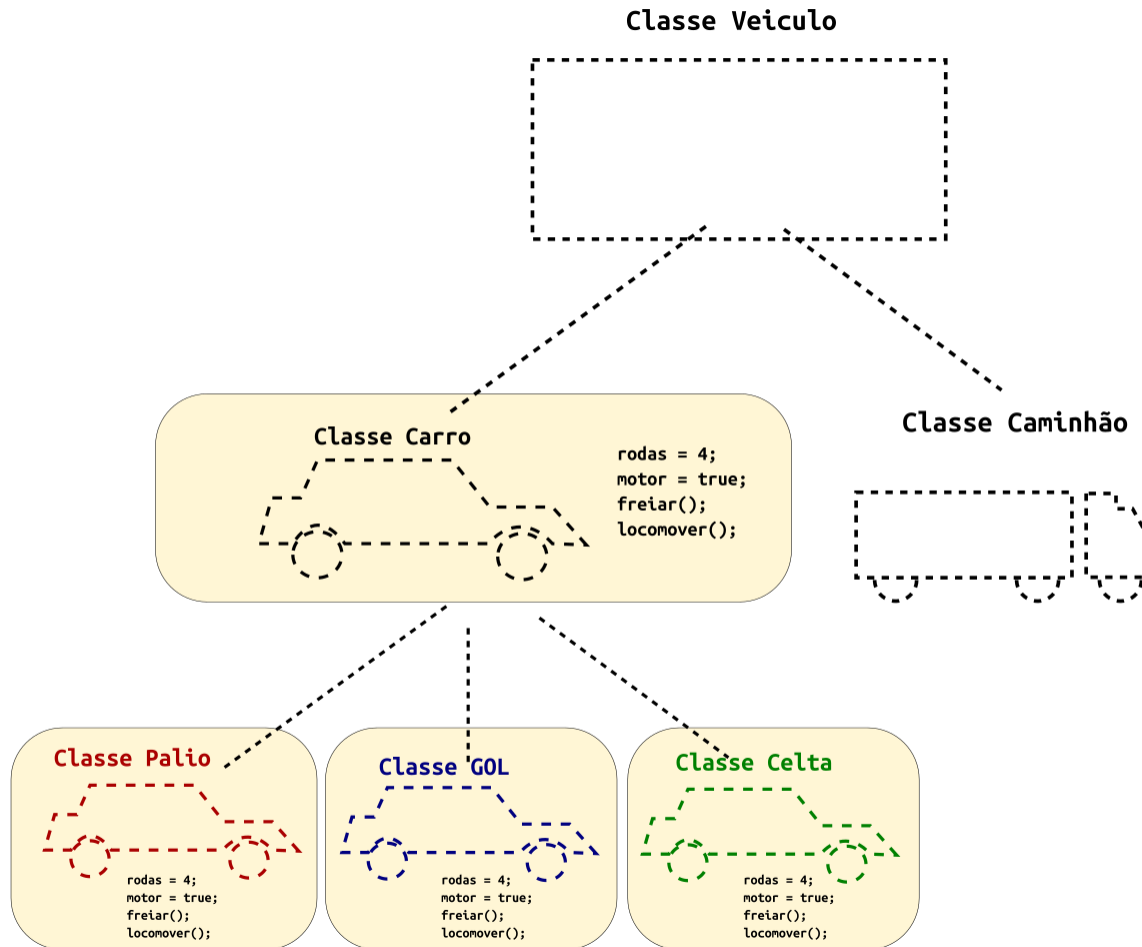 Classe Veiculo
Classe Carro
rodas = 4;
motor = true;
freiar();
locomover();
Classe Caminhão
Classe Palio
rodas = 4;
motor = true;
freiar();
locomover();
Classe GOL
rodas = 4;
motor = true;
freiar();
locomover();
Classe Celta
rodas = 4;
motor = true;
freiar();
locomover();